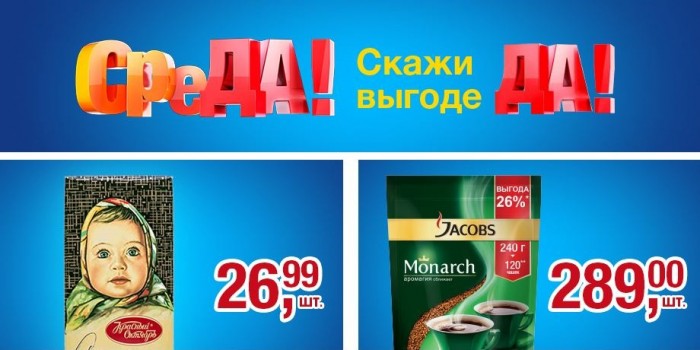 СреДА!
Скажи
выгоде
ДА!
26,99
шт.
Красный
Октябрь
ВЫГОДА
26%*
JACOBS
240 г
+
120**
Monarch
289,00
шт.